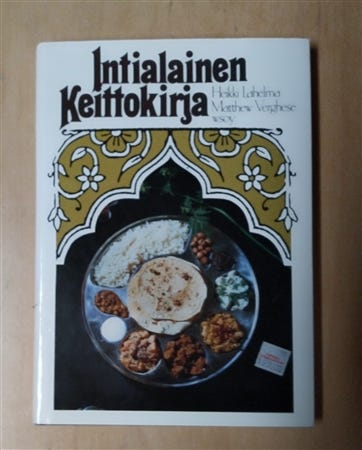 Intialainen
Keittokirja
Heikki Lahelma
Matthew Verghese
wsoy